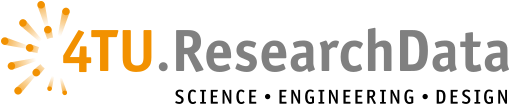 4TU.ResearchData
SCIENCE • ENGINEERING • DESIGN